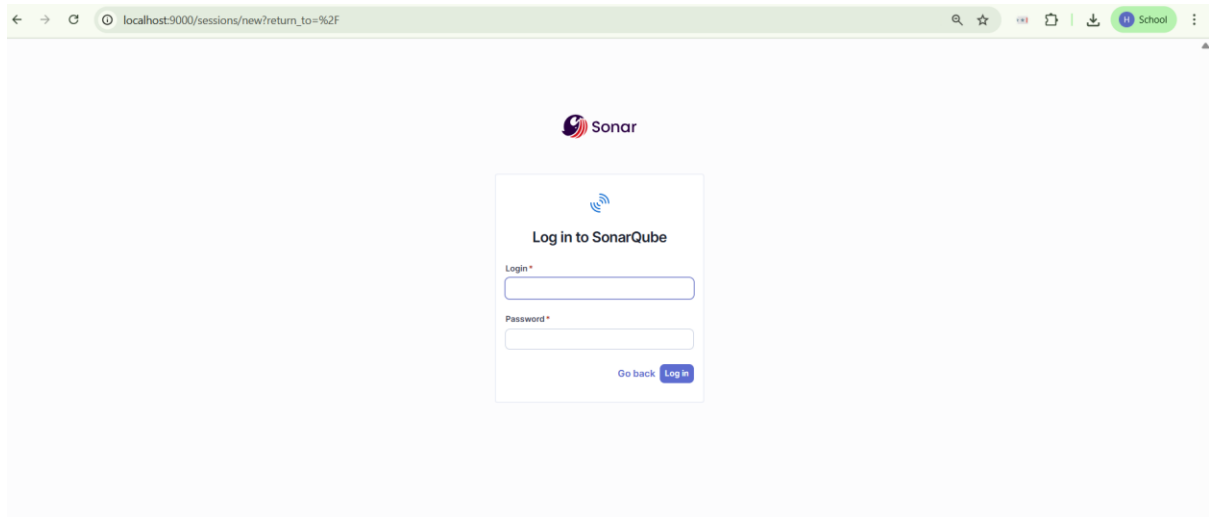 localhost:9000/sessions/new?return_to=%2F
H School
Sonar
Log in to SonarQube
Login *
Password *
Go back Log in